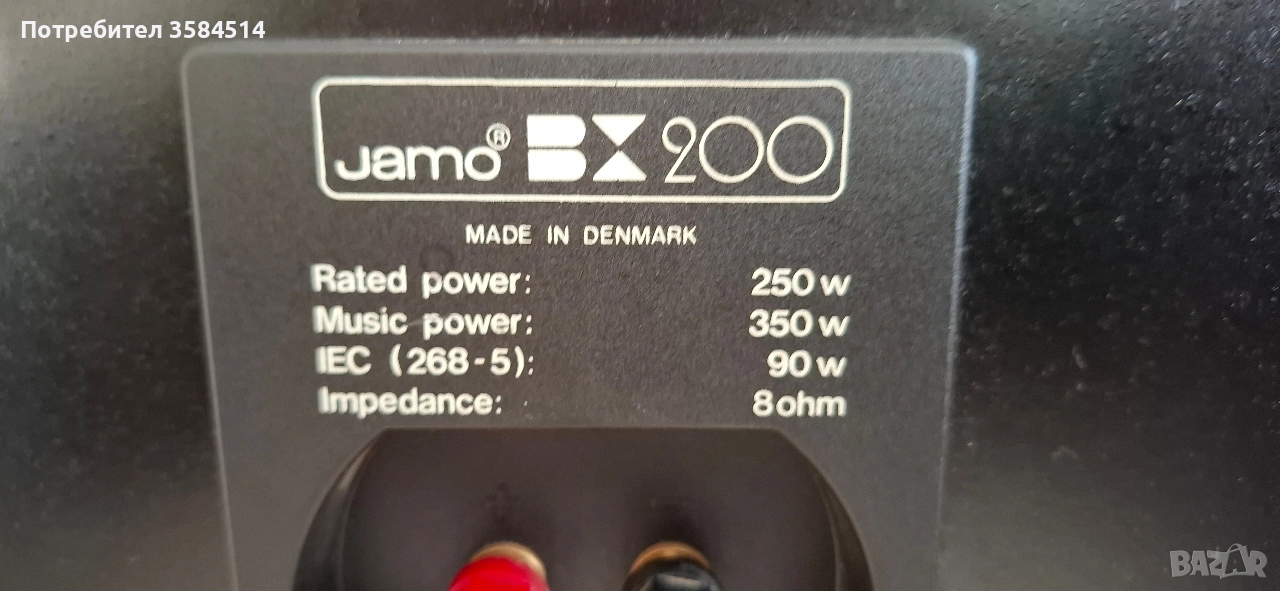 Потребител 3584514
Jamo® BX 200
MADE IN DENMARK
Rated power: 250 w
Music power: 350 w
IEC (268-5): 90 w
Impedance: 8 ohm
BAZAR